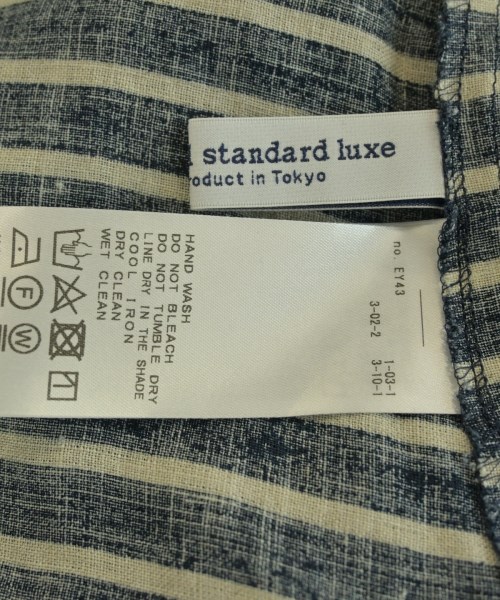 standard luxe
roduct in Tokyo
HAND WASH
DO NOT BLEACH
DO NOT TUMBLE DRY
LINE DRY IN THE SHADE
COOL IRON
DRY CLEAN
WET CLEAN
F
W
no. EY43
3-02-2
1-03-1
3-10-1